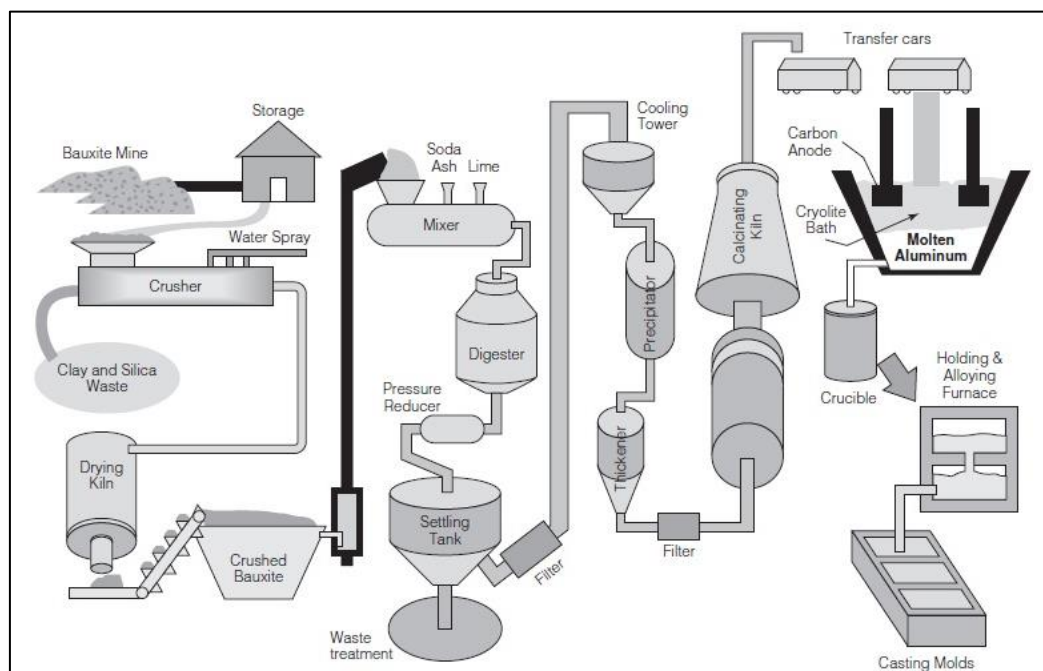 Bauxite Mine
Storage
Water Spray
Crusher
Clay and Silica
Waste
Drying
Kiln
Crushed
Bauxite
Soda
Ash
Lime
Mixer
Digester
Pressure
Reducer
Settling
Tank
Filter
Waste
treatment
Cooling
Tower
Precipitator
Thickener
Filter
Calcinating
Kiln
Transfer cars
Carbon
Anode
Cryolite
Bath
Molten
Aluminum
Crucible
Holding &
Alloying
Furnace
Casting Molds